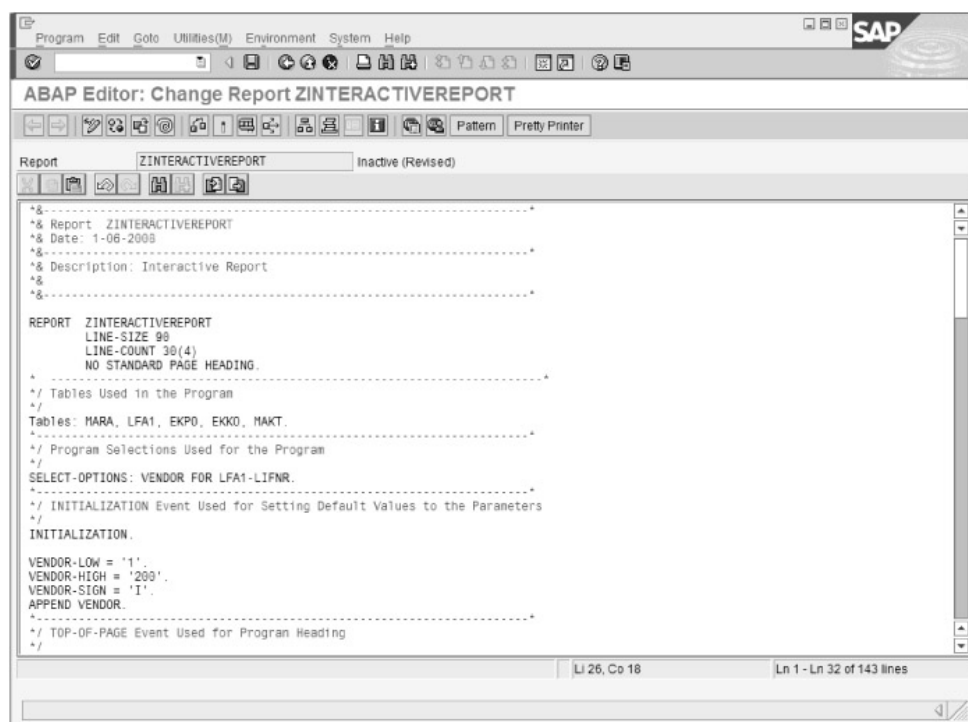 SAP
Program Edit Goto Utilities(M) Environment System Help
ABAP Editor: Change Report ZINTERACTIVEREPORT
Pattern Pretty Printer
Report ZINTERACTIVEREPORT Inactive (Revised)
*&---------------------------------------------------------------------*
*& Report ZINTERACTIVEREPORT
*& Date: 1-06-2008
*&---------------------------------------------------------------------*
*& Description: Interactive Report
*&
*&---------------------------------------------------------------------*
REPORT ZINTERACTIVEREPORT
LINE-SIZE 90
LINE-COUNT 30(4)
NO STANDARD PAGE HEADING.
* ----------------------------------------------------------------------*
*/ Tables Used in the Program
*/
Tables: MARA, LFA1, EKPO, EKKO, MAKT.
*----------------------------------------------------------------------*
*/ Program Selections Used for the Program
*/
SELECT-OPTIONS: VENDOR FOR LFA1-LIFNR.
*----------------------------------------------------------------------*
*/ INITIALIZATION Event Used for Setting Default Values to the Parameters
*/
INITIALIZATION.
VENDOR-LOW = '1'.
VENDOR-HIGH = '200'.
VENDOR-SIGN = 'I'.
APPEND VENDOR.
*----------------------------------------------------------------------*
*/ TOP-OF-PAGE Event Used for Progran Heading
*/
Li 26, Co 18 Ln 1 - Ln 32 of 143 lines